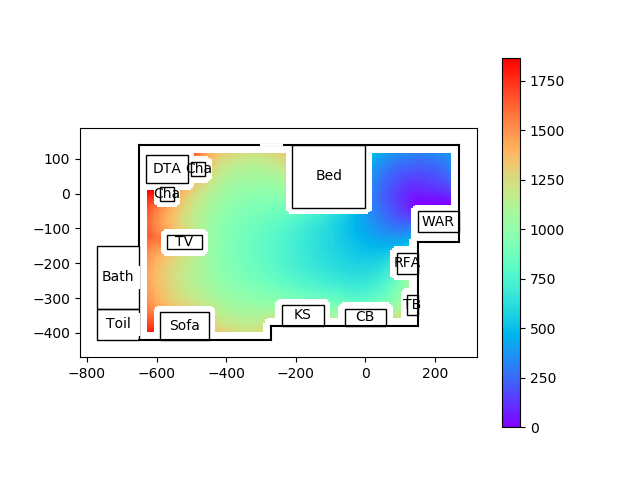 1750
1500
1250
1000
750
500
250
0
100
0
−100
−200
−300
−400
−800
−600
−400
−200
0
200
DTA
Cha
Cha
Bed
WAR
TV
RFA
Bath
TB
Toil
Sofa
KS
CB